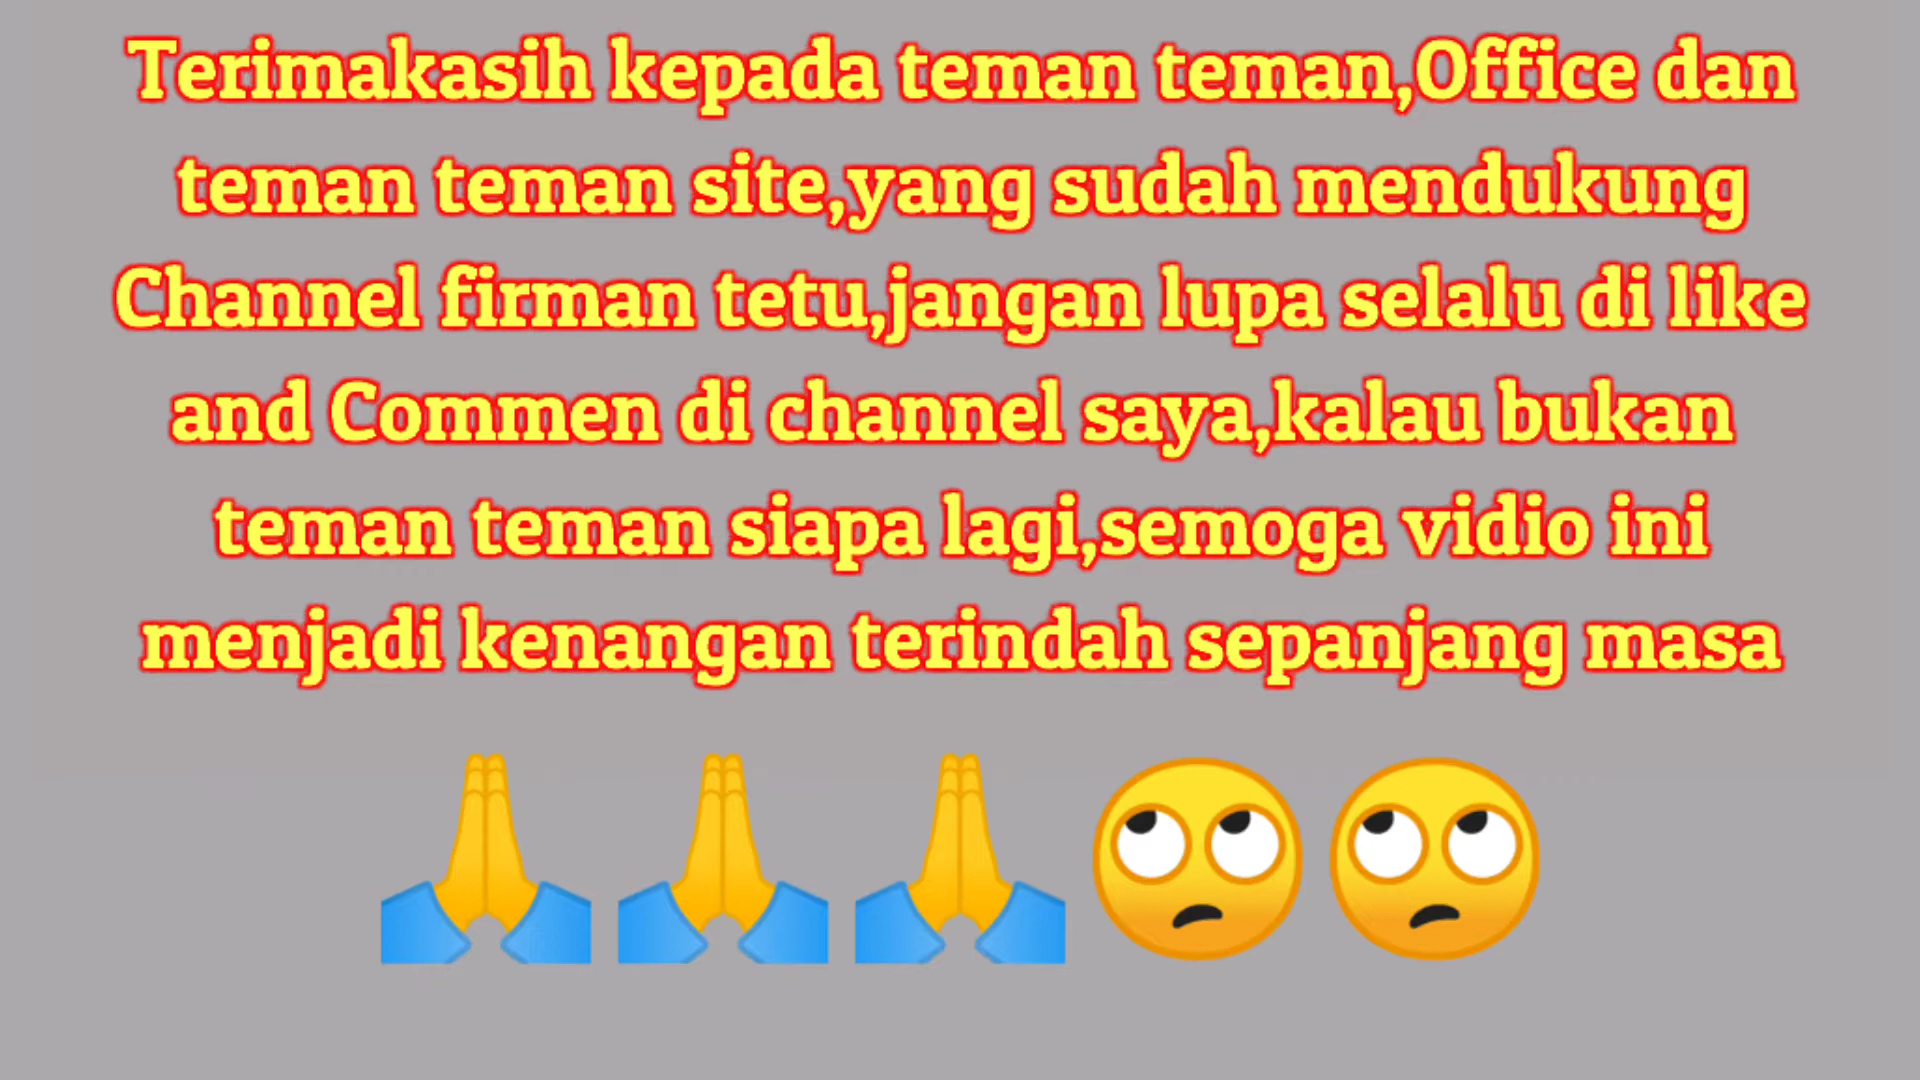 Terimakasih kepada teman teman,Office dan
teman teman site,yang sudah mendukung
Channel firman tetu,jangan lupa selalu di like
and Commen di channel saya,kalau bukan
teman teman siapa lagi,semoga vidio ini
menjadi kenangan terindah sepanjang masa
🙏🙏🙏🙄🙄